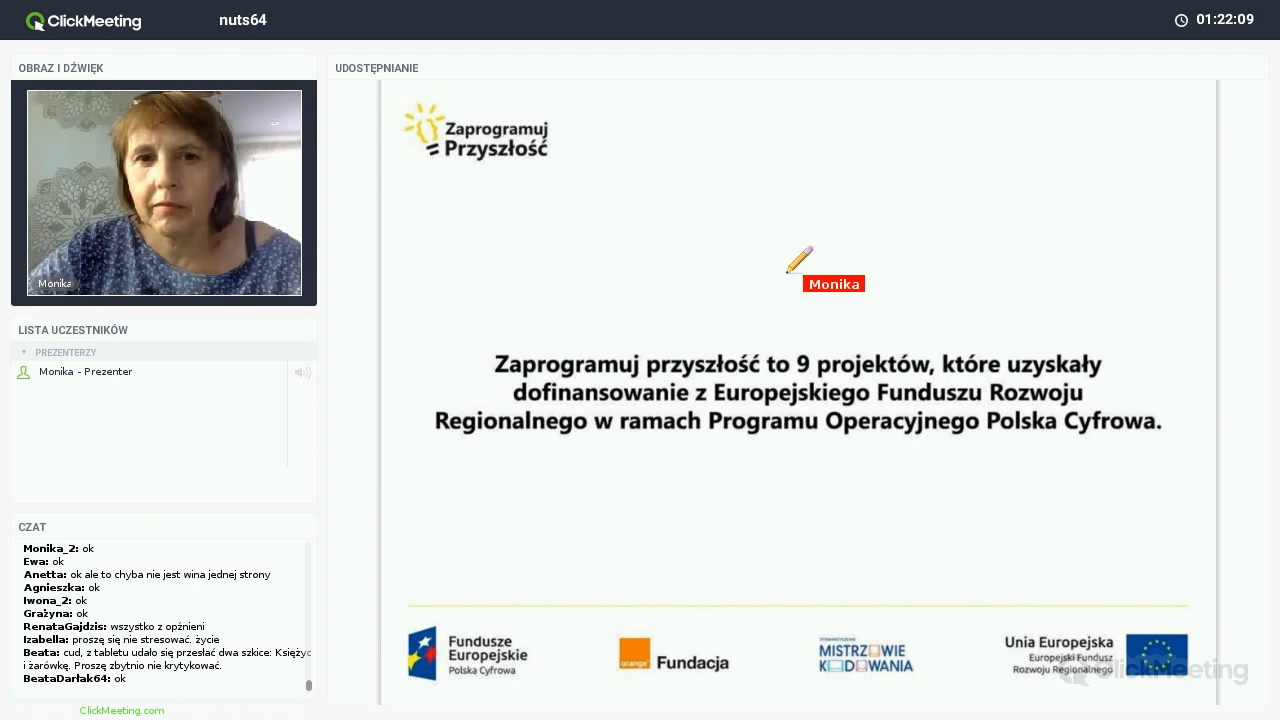 ClickMeeting
nuts64
01:22:09
OBRAZ I DŹWIĘK
Monika
LISTA UCZESTNIKÓW
PREZENTERZY
Monika - Prezenter
CZAT
Monika_2: ok
Ewa: ok
Anetta: ok ale to chyba nie jest wina jednej strony
Agnieszka: ok
Iwona_2: ok
Grażyna: ok
RenataGajdzis: wszystko z opźnieni
Izabella: proszę się nie stresować. życie
Beata: cud, z tabletu udało się przesłać dwa szkice: Księżyc
i żarówkę. Proszę zbytnio nie krytykować.
BeataDarłak64: ok
ClickMeeting.com
UDOSTĘPNIANIE
Zaprogramuj
Przyszłość
Monika
Zaprogramuj przyszłość to 9 projektów, które uzyskały
dofinansowanie z Europejskiego Funduszu Rozwoju
Regionalnego w ramach Programu Operacyjnego Polska Cyfrowa.
Fundusze
Europejskie
Polska Cyfrowa
orange
Fundacja
STOWARZYSZENIE
MISTRZOWIE
KODOWANIA
Unia Europejska
Europejski Fundusz
Rozwoju Regionalnego
ClickMeeting